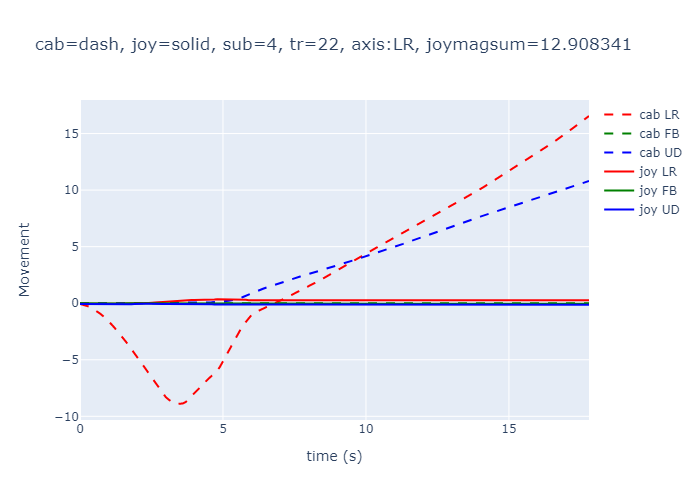 cab=dash, joy=solid, sub=4, tr=22, axis:LR, joymagsum=12.908341
Movement
15
10
5
0
−5
−10
0
5
10
15
time (s)
cab LR
cab FB
cab UD
joy LR
joy FB
joy UD